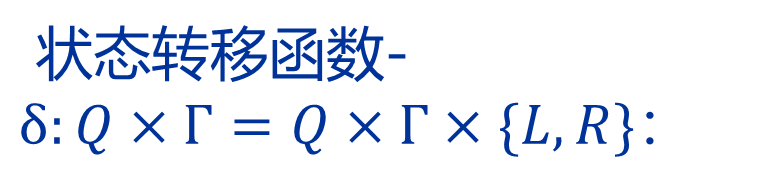 状态转移函数-
δ: Q × Γ = Q × Γ × {L, R}：